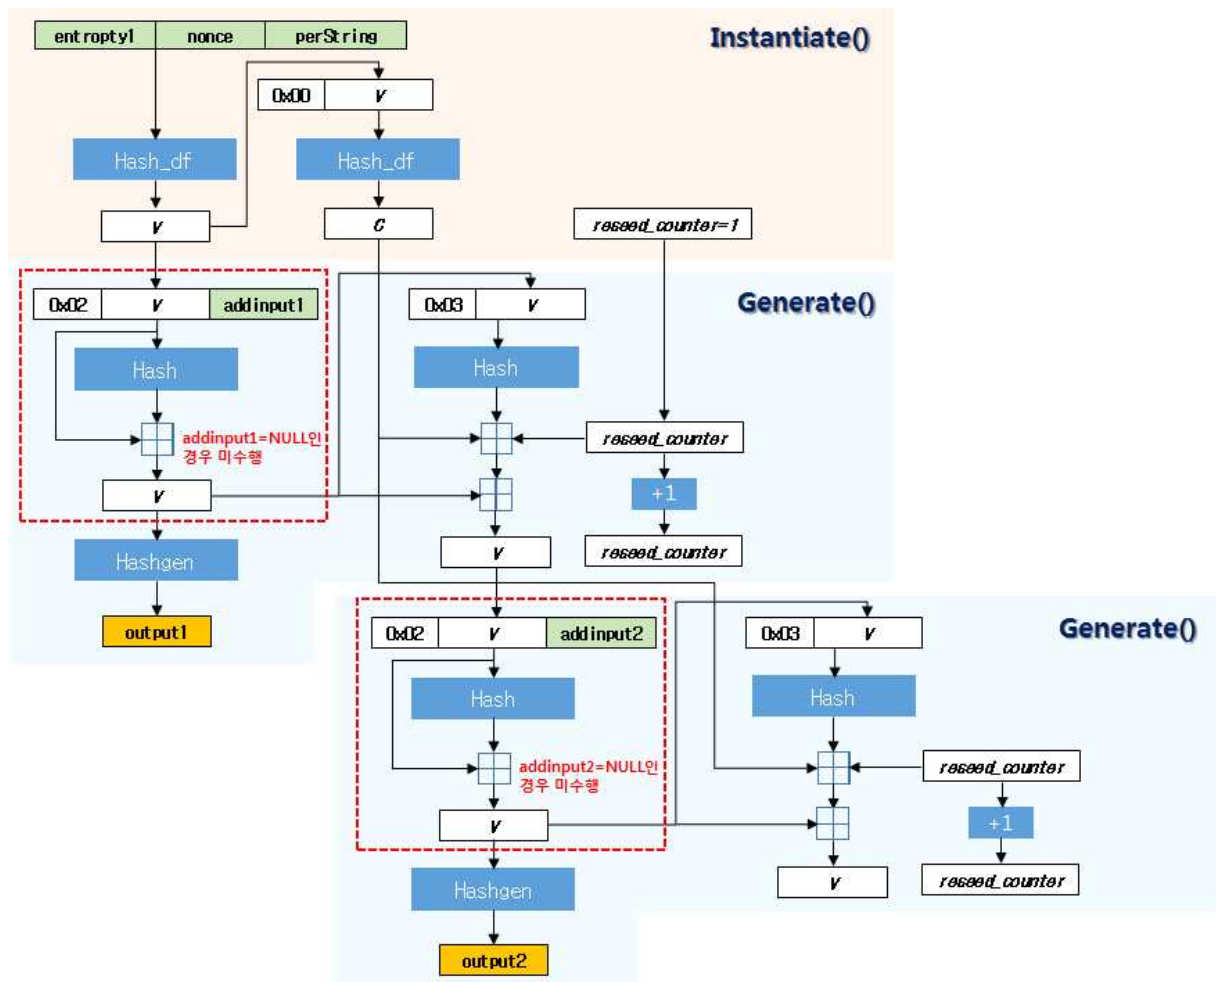 entropty1 nonce perString
Instantiate()
0x00 V
Hash_df Hash_df
V C reseed_counter=1
0x02 V addinput1 0x03 V
Generate()
Hash Hash
addinput1=NULL인
경우 미수행
reseed_counter
V +1
Hashgen V reseed_counter
output1
0x02 V addinput2 0x03 V
Generate()
Hash Hash
addinput2=NULL인
경우 미수행
reseed_counter
V +1
Hashgen V reseed_counter
output2